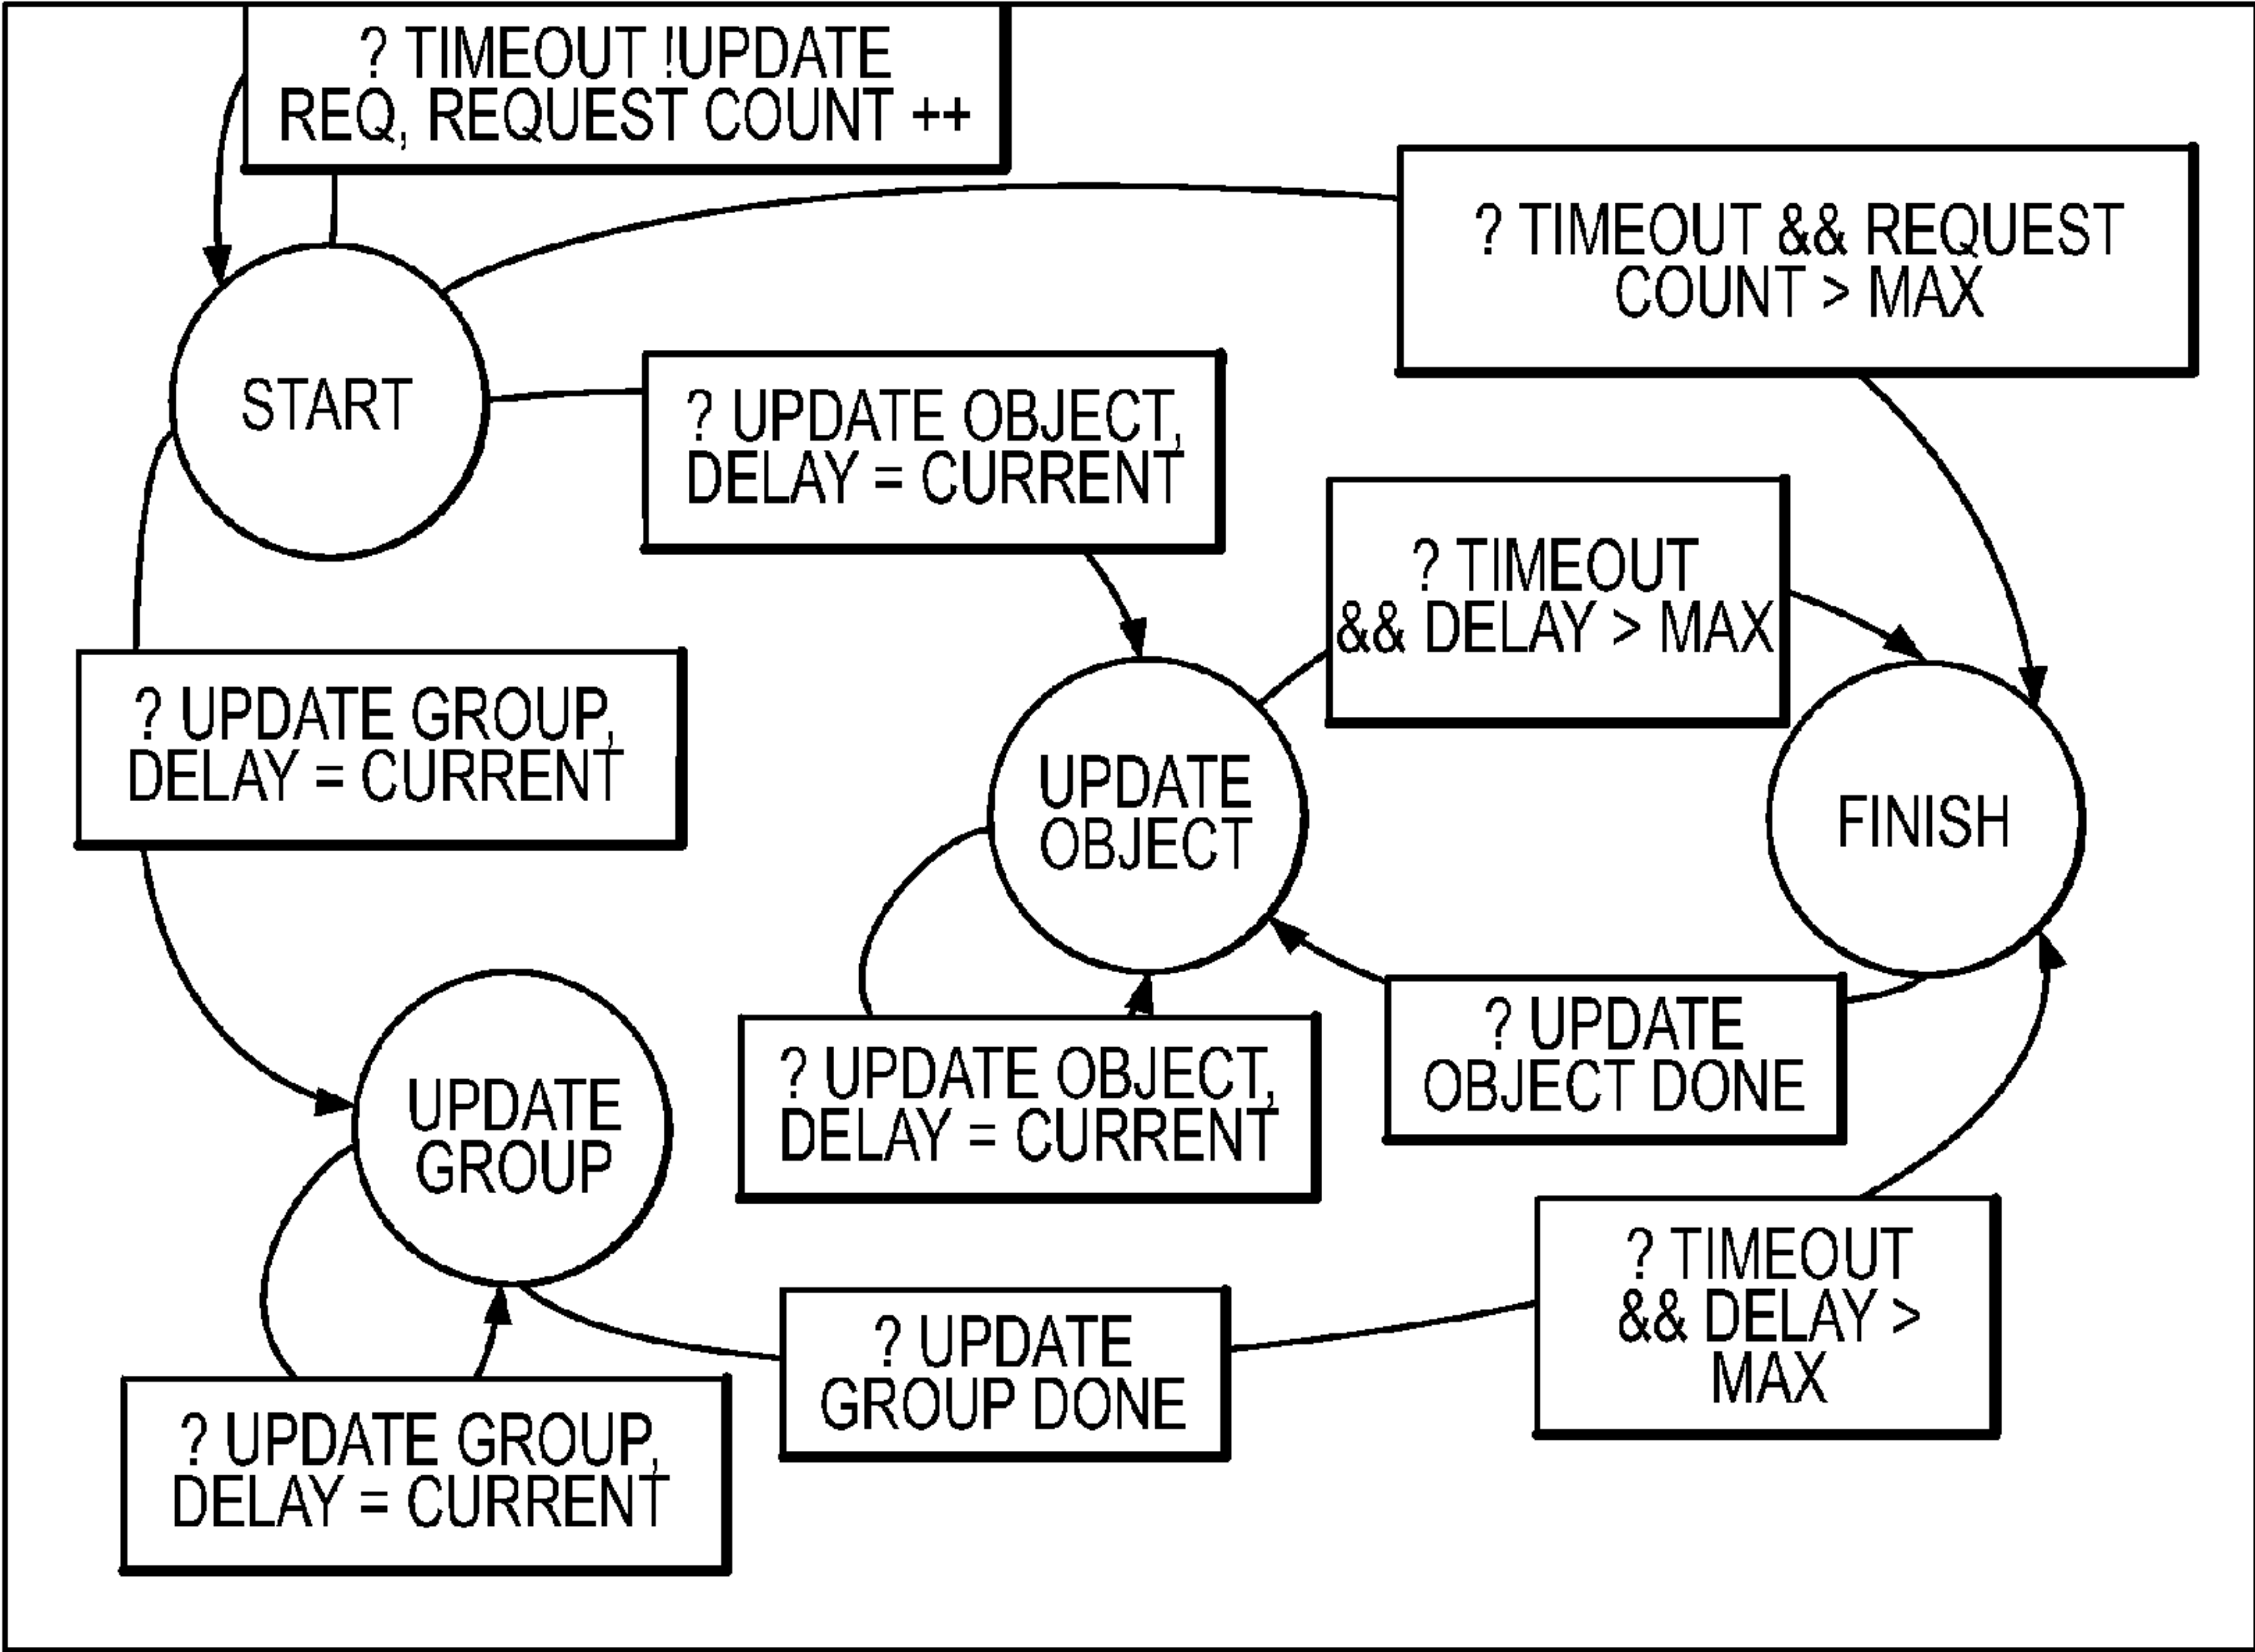 ? TIMEOUT !UPDATE
REQ, REQUEST COUNT ++
? TIMEOUT && REQUEST
COUNT > MAX
START
? UPDATE OBJECT,
DELAY = CURRENT
? TIMEOUT
&& DELAY > MAX
? UPDATE GROUP,
DELAY = CURRENT
UPDATE
OBJECT
FINISH
UPDATE
GROUP
? UPDATE OBJECT,
DELAY = CURRENT
? UPDATE
OBJECT DONE
? UPDATE
GROUP DONE
? TIMEOUT
&& DELAY >
MAX
? UPDATE GROUP,
DELAY = CURRENT